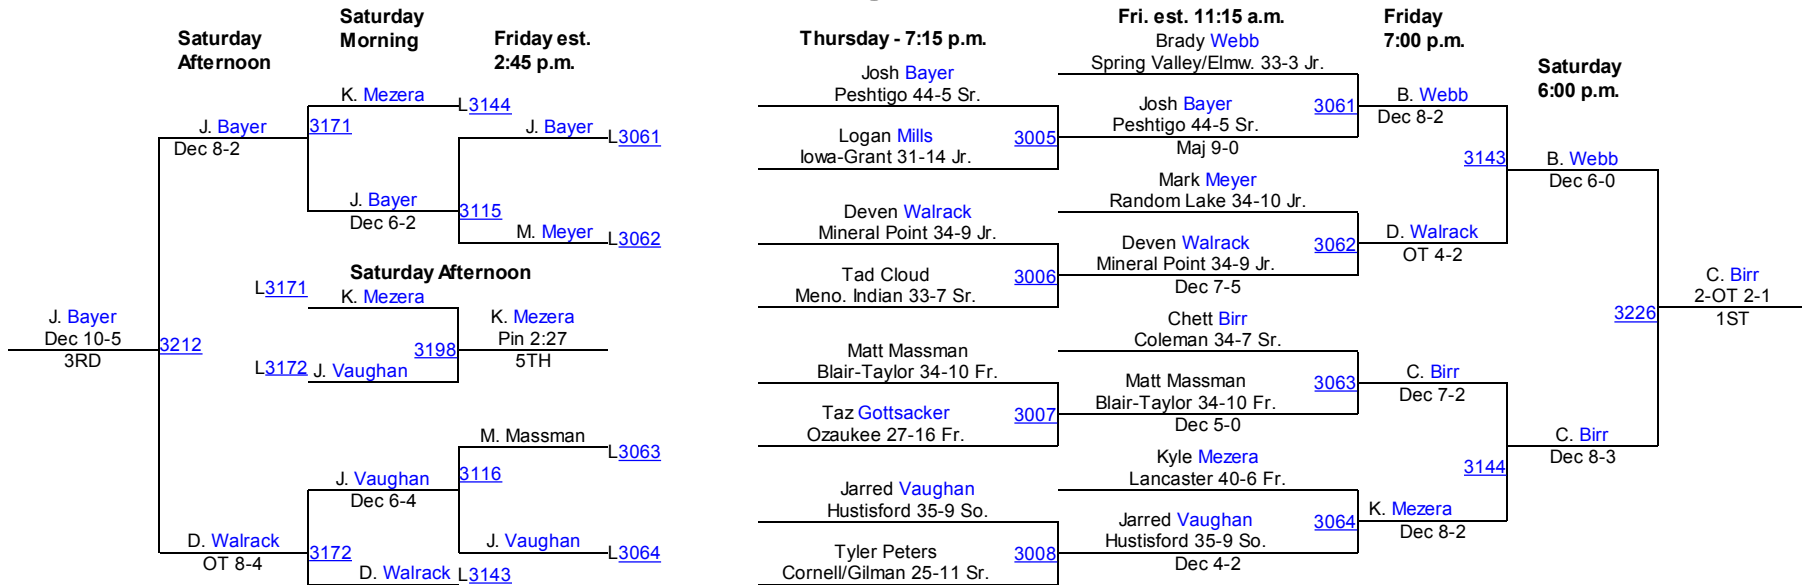 Saturday
Afternoon
Saturday
Morning
Friday est.
2:45 p.m.
Thursday - 7:15 p.m.
Fri. est. 11:15 a.m.
Friday
7:00 p.m.
Saturday
6:00 p.m.
K. Mezera
L3144
J. Bayer
Dec 8-2
3171
J. Bayer
L3061
J. Bayer
Dec 6-2
3115
M. Meyer
L3062
Saturday Afternoon
L3171
K. Mezera
J. Bayer
Dec 10-5
3RD
3212
3198
K. Mezera
Pin 2:27
5TH
L3172
J. Vaughan
M. Massman
L3063
J. Vaughan
Dec 6-4
3116
J. Vaughan
L3064
D. Walrack
OT 8-4
3172
D. Walrack
L3143
Josh Bayer
Peshtigo 44-5 Sr.
Logan Mills
Iowa-Grant 31-14 Jr.
3005
Deven Walrack
Mineral Point 34-9 Jr.
Tad Cloud
Meno. Indian 33-7 Sr.
3006
Matt Massman
Blair-Taylor 34-10 Fr.
Taz Gottsacker
Ozaukee 27-16 Fr.
3007
Jarred Vaughan
Hustisford 35-9 So.
Tyler Peters
Cornell/Gilman 25-11 Sr.
3008
Brady Webb
Spring Valley/Elmw. 33-3 Jr.
Josh Bayer
Peshtigo 44-5 Sr.
Maj 9-0
3061
Mark Meyer
Random Lake 34-10 Jr.
Deven Walrack
Mineral Point 34-9 Jr.
Dec 7-5
3062
Chett Birr
Coleman 34-7 Sr.
Matt Massman
Blair-Taylor 34-10 Fr.
Dec 5-0
3063
Kyle Mezera
Lancaster 40-6 Fr.
Jarred Vaughan
Hustisford 35-9 So.
Dec 4-2
3064
B. Webb
Dec 8-2
3143
D. Walrack
OT 4-2
C. Birr
Dec 7-2
3144
K. Mezera
Dec 8-2
B. Webb
Dec 6-0
3226
C. Birr
Dec 8-3
C. Birr
2-OT 2-1
1ST